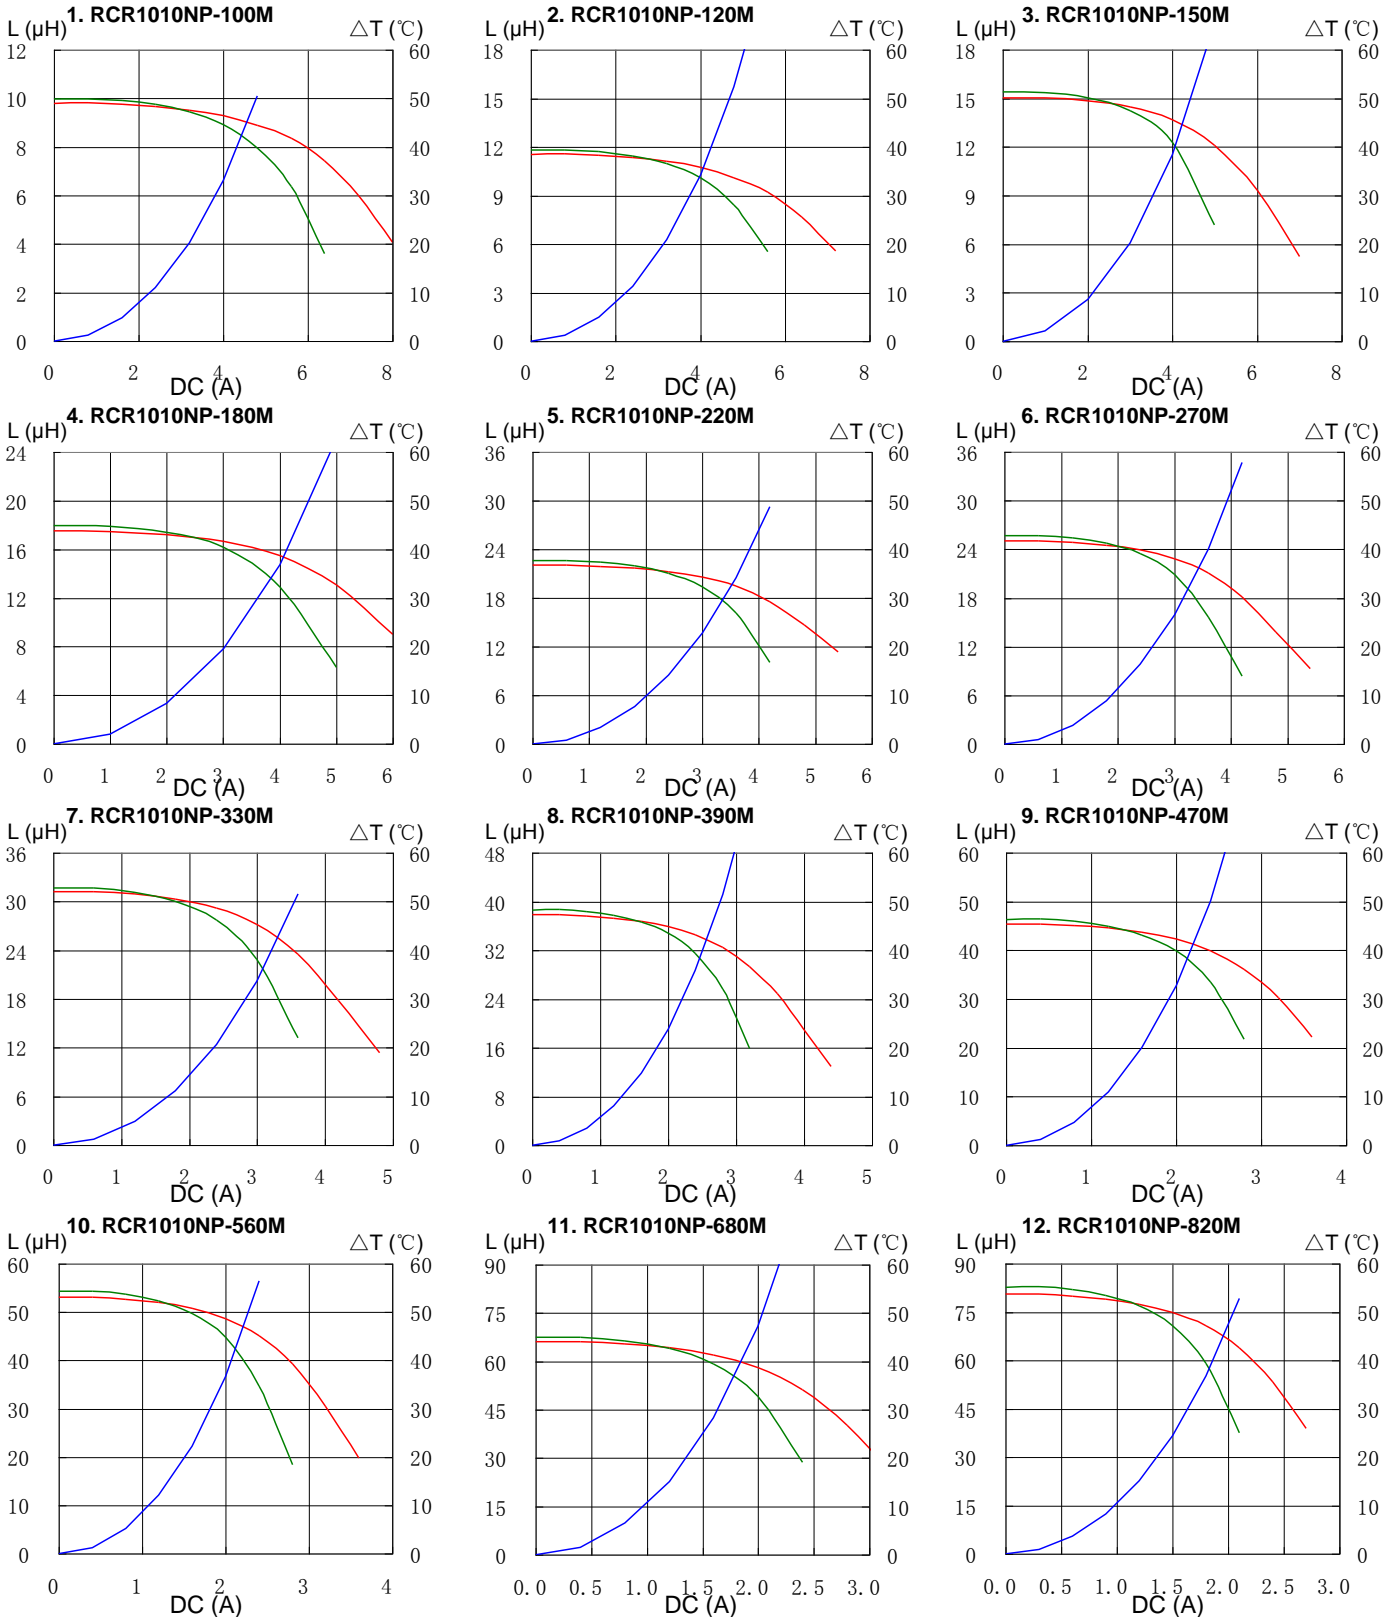 1. RCR1010NP-100M
L (μH) △T (℃)
12 60
10 50
8 40
6 30
4 20
2 10
0 0
0 2 4 6 8
DC (A)
2. RCR1010NP-120M
L (μH) △T (℃)
18 60
15 50
12 40
9 30
6 20
3 10
0 0
0 2 4 6 8
DC (A)
3. RCR1010NP-150M
L (μH) △T (℃)
18 60
15 50
12 40
9 30
6 20
3 10
0 0
0 2 4 6 8
DC (A)
4. RCR1010NP-180M
L (μH) △T (℃)
24 60
20 50
16 40
12 30
8 20
4 10
0 0
0 1 2 3 4 5 6
DC (A)
5. RCR1010NP-220M
L (μH) △T (℃)
36 60
30 50
24 40
18 30
12 20
6 10
0 0
0 1 2 3 4 5 6
DC (A)
6. RCR1010NP-270M
L (μH) △T (℃)
36 60
30 50
24 40
18 30
12 20
6 10
0 0
0 1 2 3 4 5 6
DC (A)
7. RCR1010NP-330M
L (μH) △T (℃)
36 60
30 50
24 40
18 30
12 20
6 10
0 0
0 1 2 3 4 5
DC (A)
8. RCR1010NP-390M
L (μH) △T (℃)
48 60
40 50
32 40
24 30
16 20
8 10
0 0
0 1 2 3 4 5
DC (A)
9. RCR1010NP-470M
L (μH) △T (℃)
60 60
50 50
40 40
30 30
20 20
10 10
0 0
0 1 2 3 4
DC (A)
10. RCR1010NP-560M
L (μH) △T (℃)
60 60
50 50
40 40
30 30
20 20
10 10
0 0
0 1 2 3 4
DC (A)
11. RCR1010NP-680M
L (μH) △T (℃)
90 60
75 50
60 40
45 30
30 20
15 10
0 0
0.0 0.5 1.0 1.5 2.0 2.5 3.0
DC (A)
12. RCR1010NP-820M
L (μH) △T (℃)
90 60
75 50
60 40
45 30
30 20
15 10
0 0
0.0 0.5 1.0 1.5 2.0 2.5 3.0
DC (A)